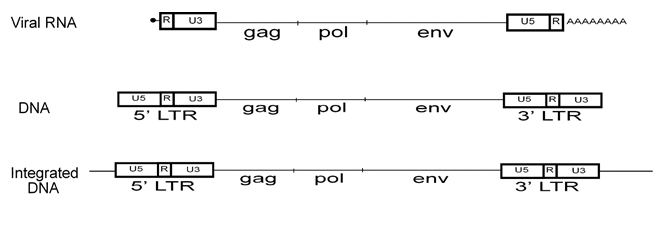 Viral RNA R U3 gag pol env U5 R AAAAAAAA
DNA U5 R U3 gag pol env U5 R U3
5' LTR 3' LTR
Integrated DNA U5 R U3 gag pol env U5 R U3
5' LTR 3' LTR